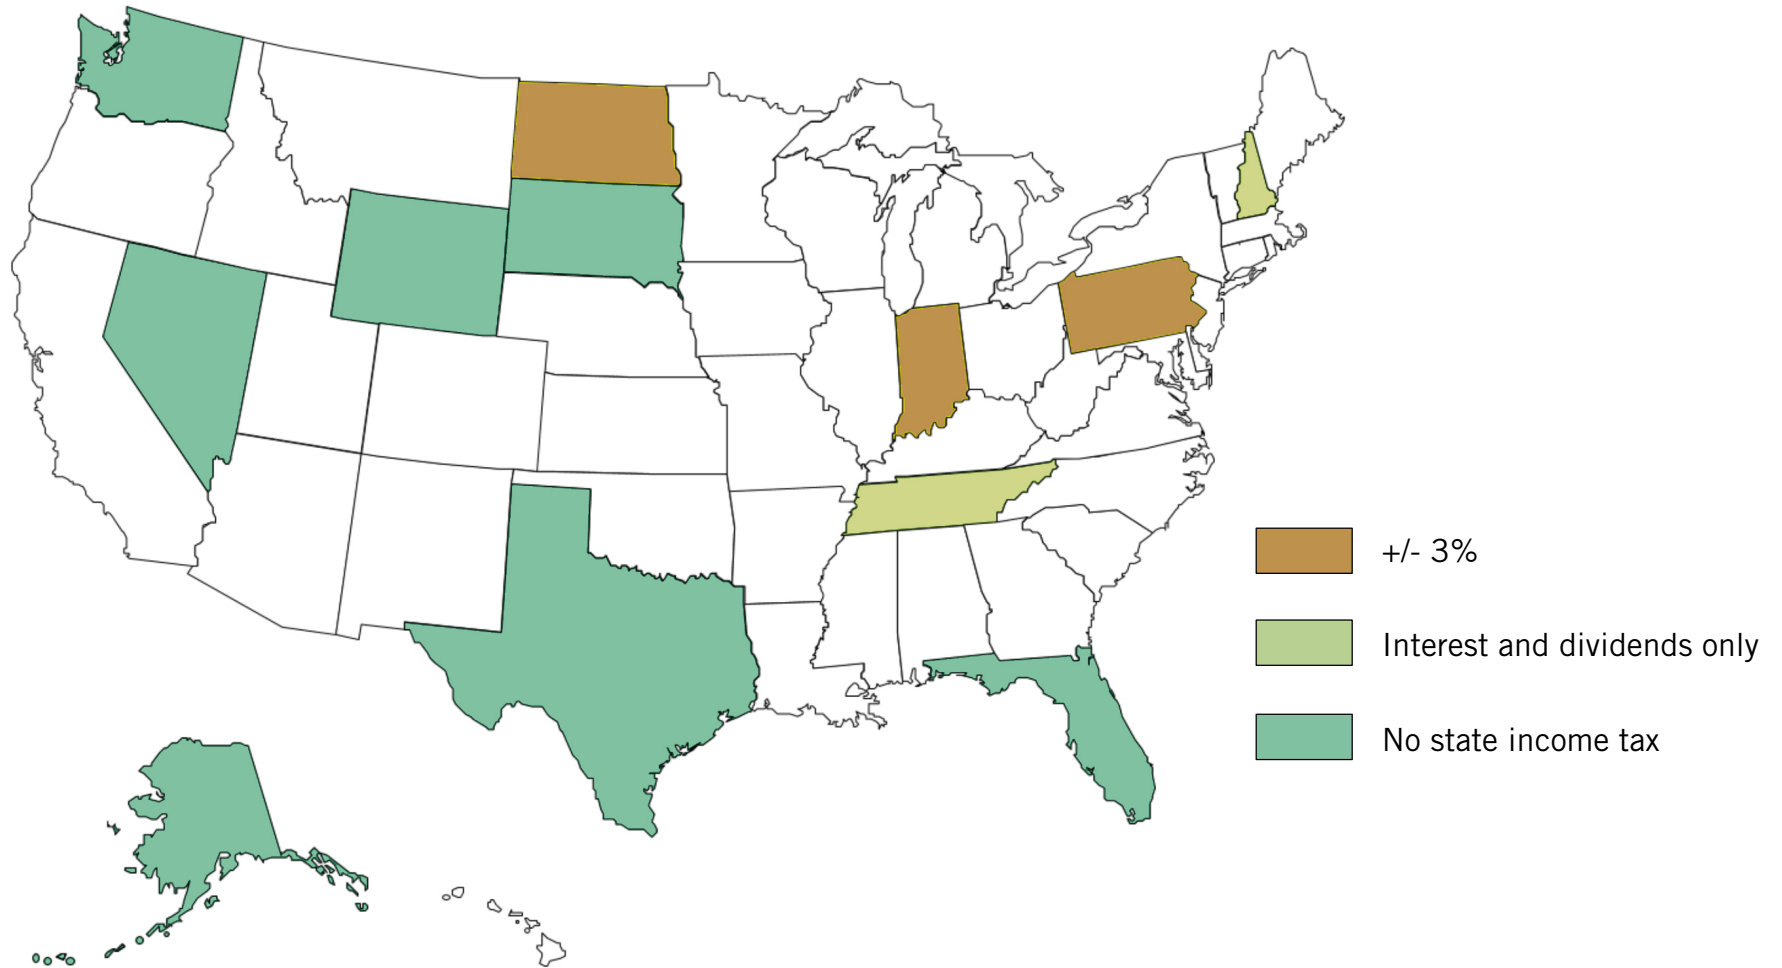 +/- 3%
Interest and dividends only
No state income tax